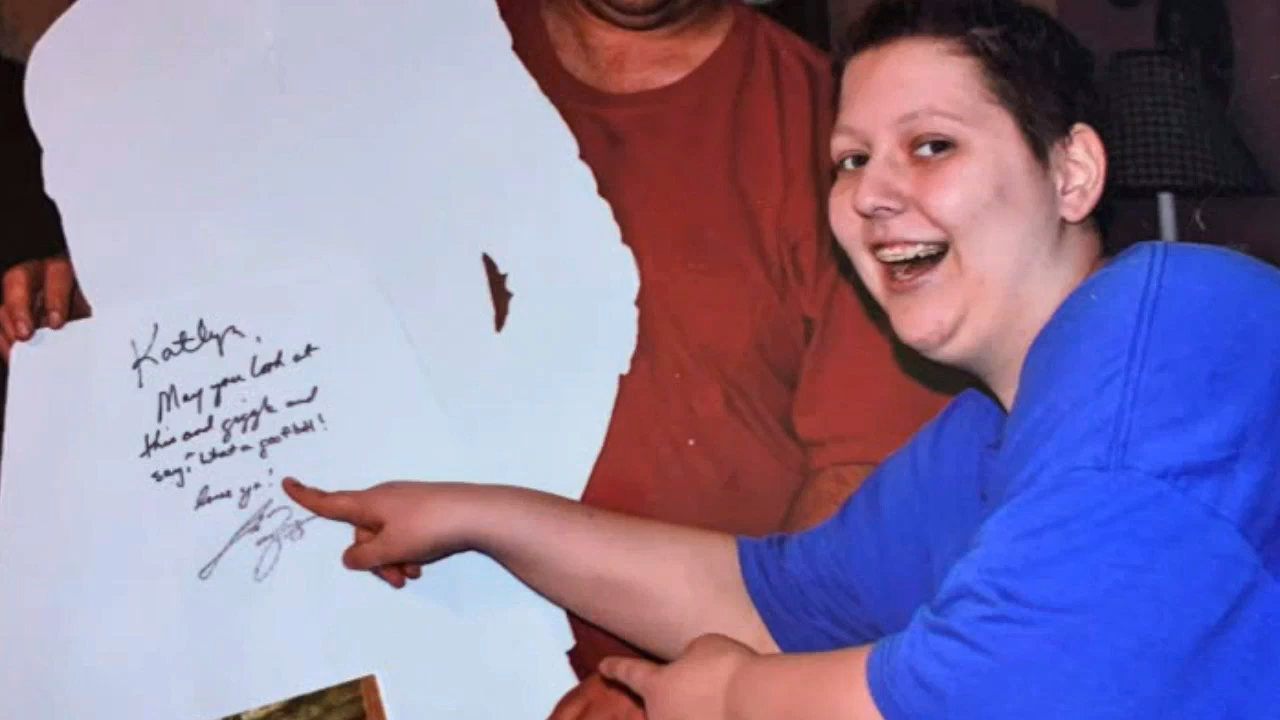 Katlyn,
May you look at
this and giggle and
say, "What a goofball!
love ya!